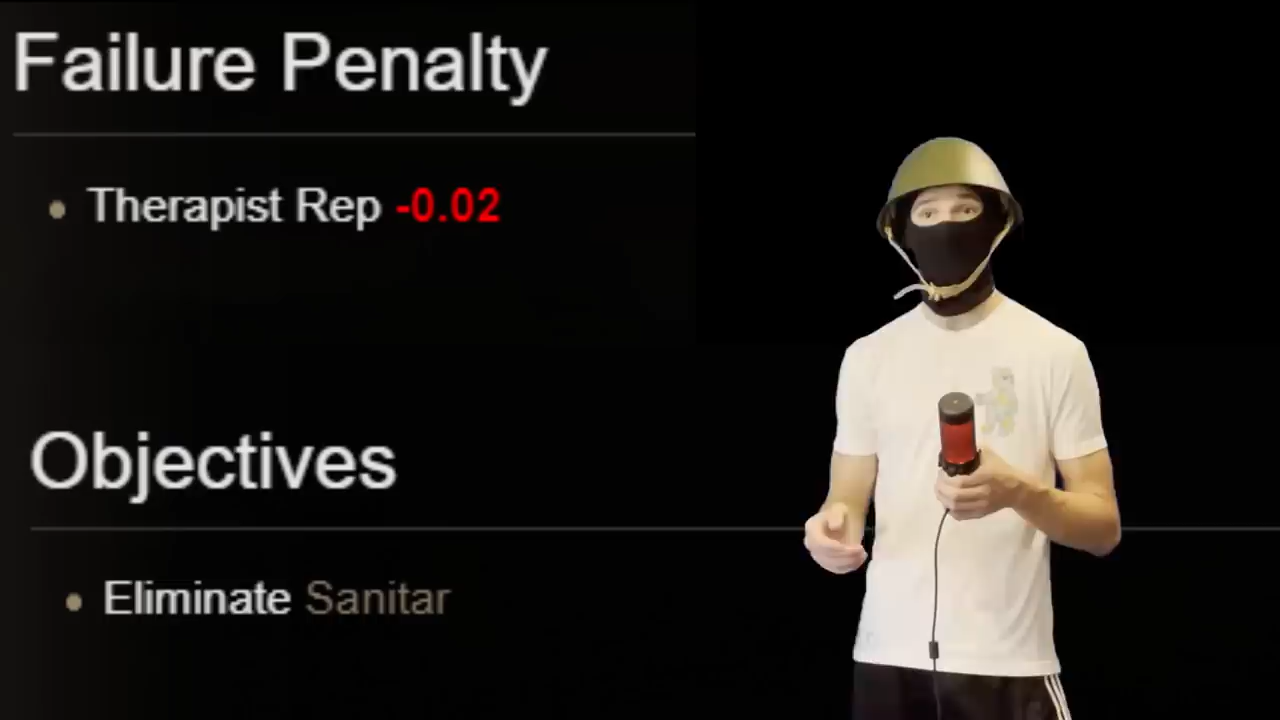 Failure Penalty
Therapist Rep -0.02
Objectives
Eliminate Sanitar